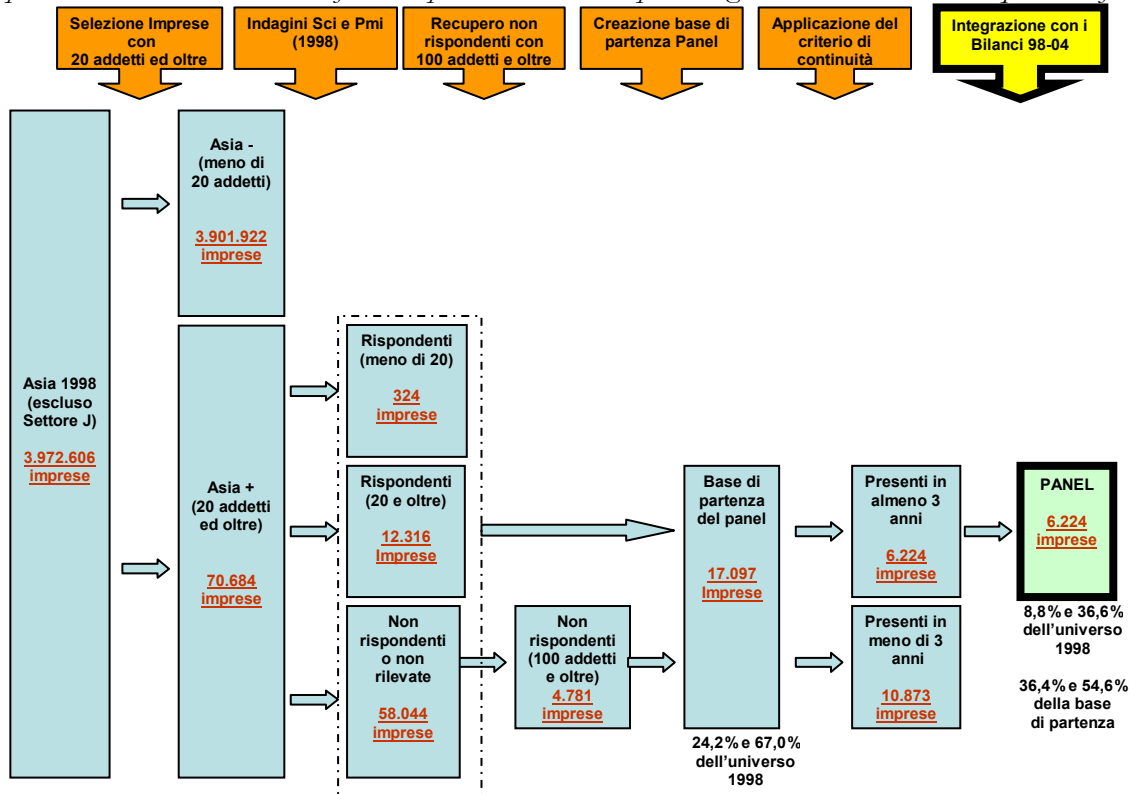 Selezione Imprese
con
20 addetti ed oltre
Indagini Sci e Pmi
(1998)
Recupero non
rispondenti con
100 addetti e oltre
Creazione base di
partenza Panel
Applicazione del
criterio di
continuità
Integrazione con i
Bilanci 98-04
Asia 1998
(escluso
Settore J)
3.972.606
imprese
Asia -
(meno di
20 addetti)
3.901.922
imprese
Asia +
(20 addetti
ed oltre)
70.684
imprese
Rispondenti
(meno di 20)
324
imprese
Rispondenti
(20 e oltre)
12.316
Imprese
Non
rispondenti
o non
rilevate
58.044
imprese
Non
rispondenti
(100 addetti
e oltre)
4.781
imprese
Base di
partenza
del panel
17.097
Imprese
24,2% e 67,0%
dell'universo
1998
Presenti in
almeno 3
anni
6.224
imprese
Presenti in
meno di 3
anni
10.873
imprese
PANEL
6.224
imprese
8,8% e 36,6%
dell'universo
1998
36,4% e 54,6%
della base
di partenza